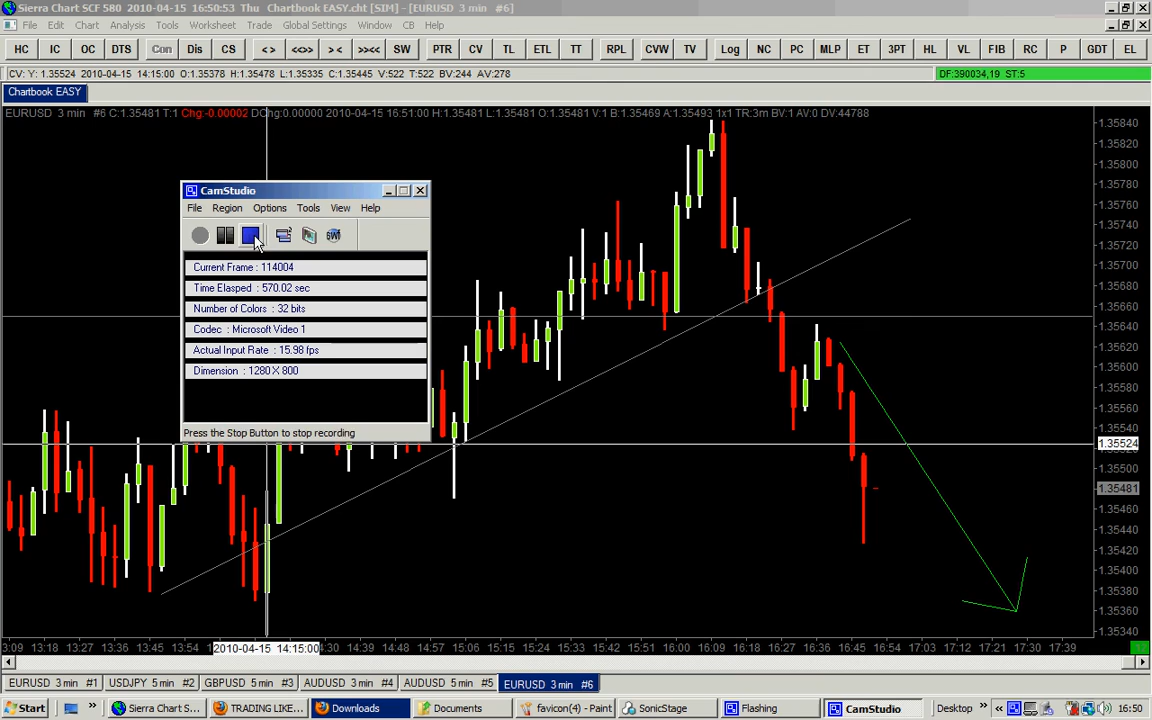 Sierra Chart SCF 580 2010-04-15 16:50:53 Thu Chartbook EASY.cht [SIM] - [EURUSD 3 min #6]
File Edit Chart Analysis Tools Worksheet Trade Global Settings Window CB Help
HC IC OC DTS Con Dis CS < > <<>> > < >><< SW PTR CV TL ETL TT RPL CVW TV Log NC PC MLP ET 3PT HL VL FIB RC P GDT EL
CV: Y: 1.35524 2010-04-15 14:15:00 O:1.35378 H:1.35478 L:1.35335 C:1.35445 V:522 T:522 BV:244 AV:278 DF:390034,19 ST:5
Chartbook EASY
EURUSD 3 min #6 C:1.35481 T:1 Chg:-0.00002 DChg:0.00000 2010-04-15 16:51:00 H:1.35481 L:1.35481 O:1.35481 V:1 B:1.35469 A:1.35493 1x1 TR:3m BV:1 AV:0 DV:44788
CamStudio
File Region Options Tools View Help
Current Frame : 114004
Time Elasped : 570.02 sec
Number of Colors : 32 bits
Codec : Microsoft Video 1
Actual Input Rate : 15.98 fps
Dimension : 1280 X 800
Press the Stop Button to stop recording
1.35840
1.35820
1.35800
1.35780
1.35760
1.35740
1.35720
1.35700
1.35680
1.35660
1.35640
1.35620
1.35600
1.35580
1.35560
1.35540
1.35524
1.35500
1.35481
1.35460
1.35440
1.35420
1.35400
1.35380
1.35360
1.35340
3:09 13:18 13:27 13:36 13:45 13:54 2010-04-15 14:15:00 4:30 14:39 14:48 14:57 15:06 15:15 15:24 15:33 15:42 15:51 16:00 16:09 16:18 16:27 16:36 16:45 16:54 17:03 17:12 17:21 17:30 17:39
EURUSD 3 min #1 USDJPY 5 min #2 GBPUSD 5 min #3 AUDUSD 3 min #4 AUDUSD 5 min #5 EURUSD 3 min #6
Start » Sierra Chart S... TRADING LIKE... Downloads Documents favicon(4) - Paint SonicStage Flashing CamStudio Desktop » « 16:50